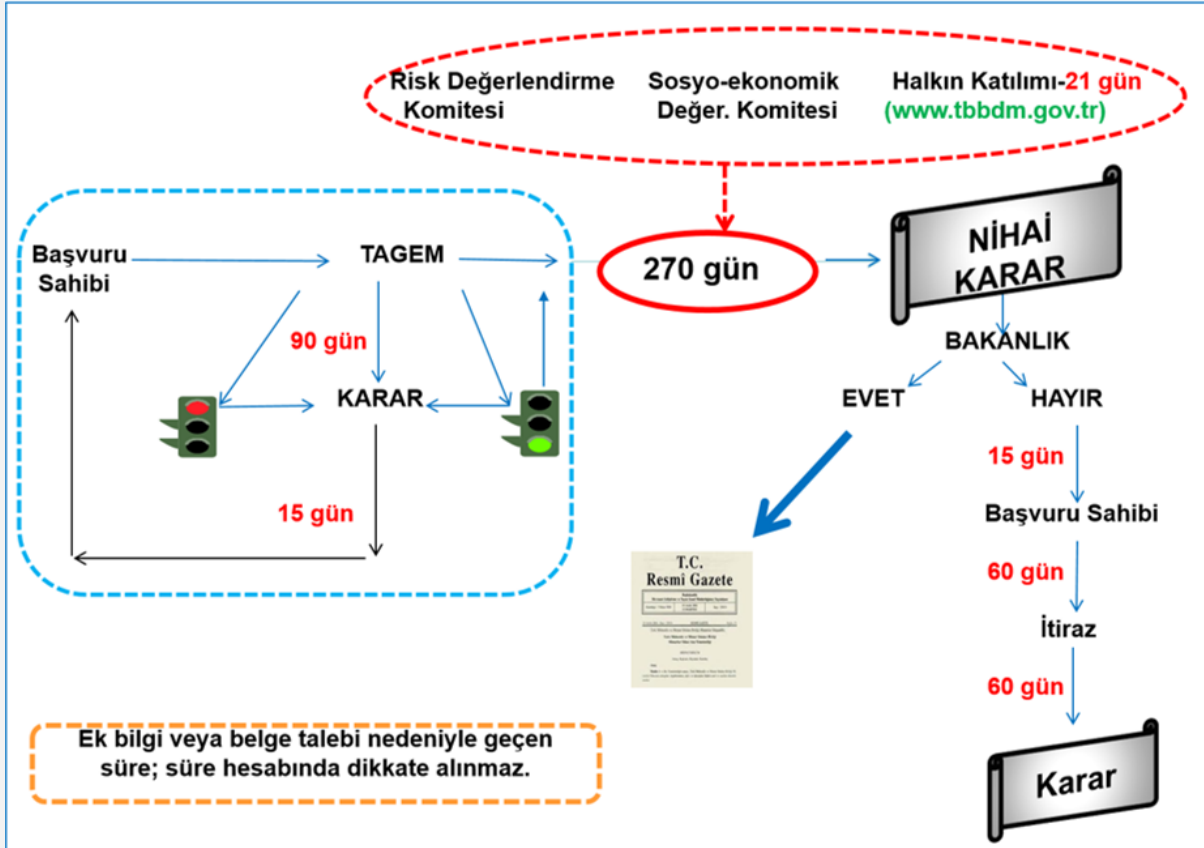 Risk Değerlendirme Komitesi
Sosyo-ekonomik Değer. Komitesi
Halkın Katılımı-21 gün
(www.tbbdm.gov.tr)
Başvuru
Sahibi
TAGEM
270 gün
NİHAİ
KARAR
90 gün
KARAR
15 gün
BAKANLIK
EVET
HAYIR
15 gün
Başvuru Sahibi
60 gün
İtiraz
60 gün
Karar
T.C.
Resmî Gazete
Ek bilgi veya belge talebi nedeniyle geçen
süre; süre hesabında dikkate alınmaz.